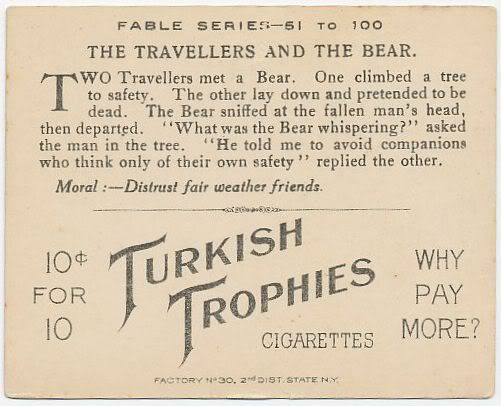 FABLE SERIES—51 TO 100
THE TRAVELLERS AND THE BEAR.
TWO Travellers met a Bear. One climbed a tree
to safety. The other lay down and pretended to be
dead. The Bear sniffed at the fallen man's head,
then departed. "What was the Bear whispering?" asked
the man in the tree. "He told me to avoid companions
who think only of their own safety" replied the other.
Moral :—Distrust fair weather friends.
10¢
FOR
10
TURKISH
TROPHIES
CIGARETTES
WHY
PAY
MORE?
FACTORY Nº 30, 2ND DIST. STATE N.Y.